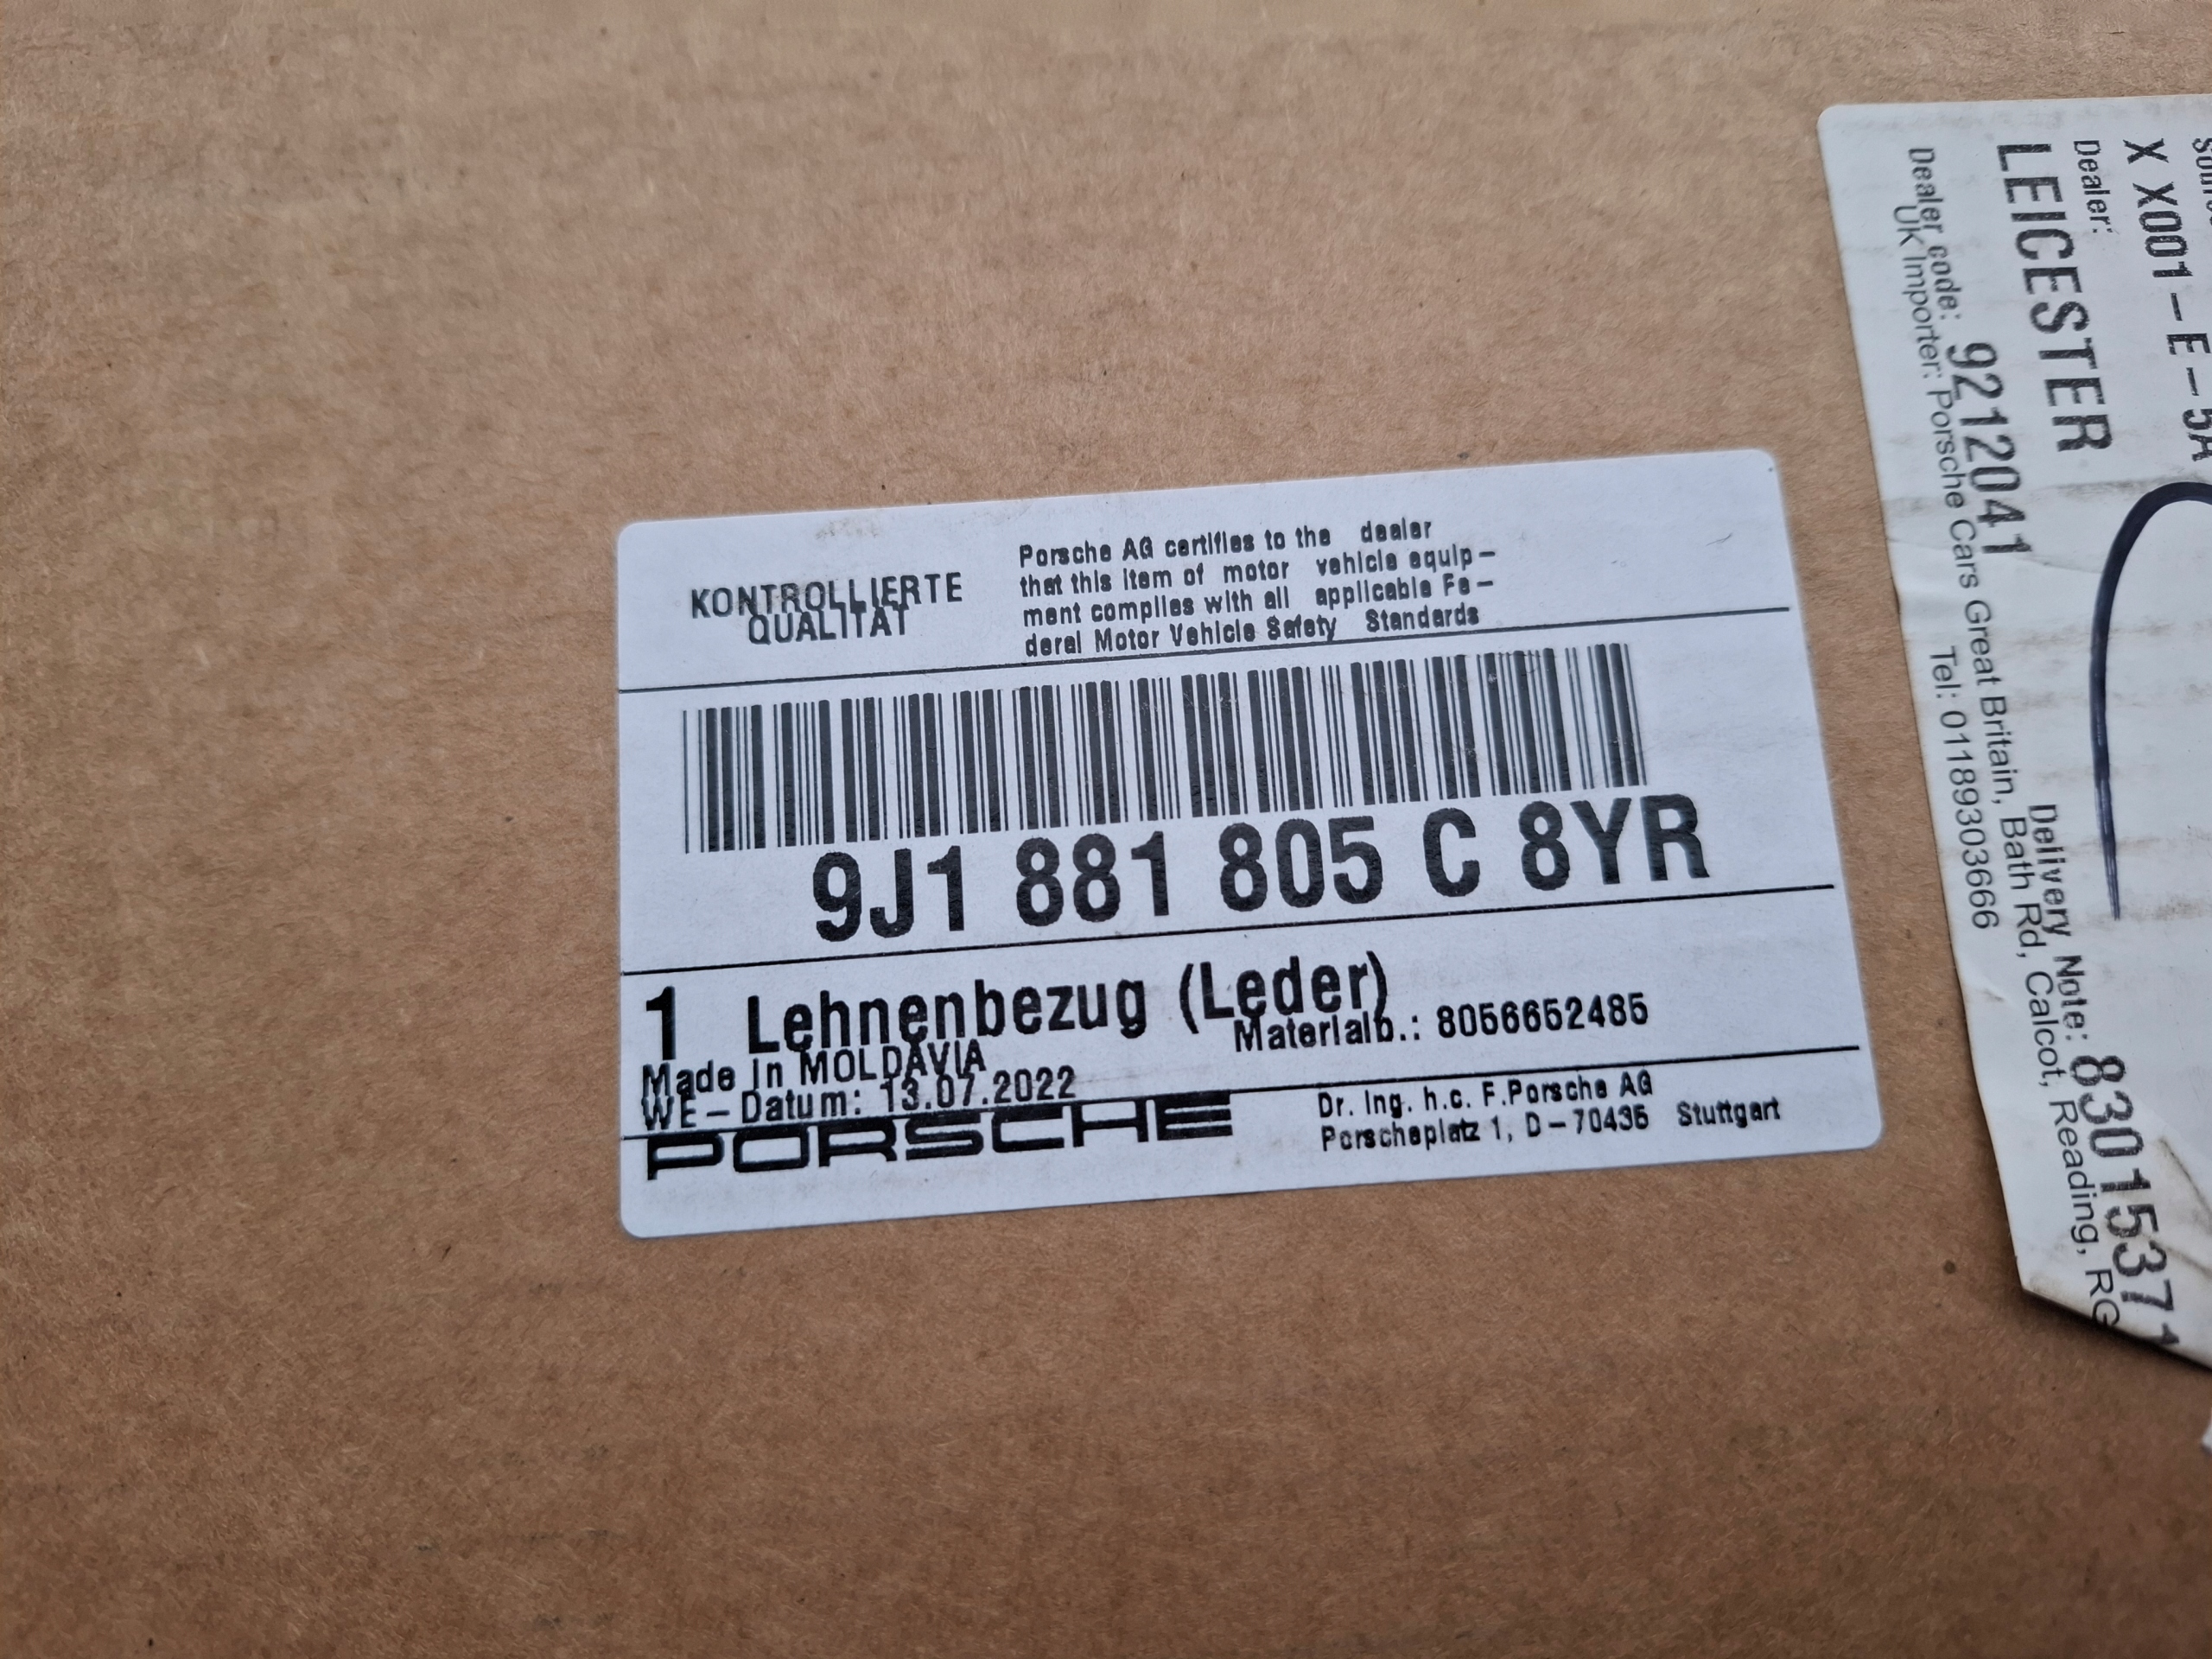 KONTROLLIERTE
QUALITÄT
Porsche AG certifies to the dealer
that this item of motor vehicle equip-
ment complies with all applicable Fe-
deral Motor Vehicle Safety Standards
9J1 881 805 C 8YR
1 Lehnenbezug (Leder)
Materialb.: 8056652485
Made in MOLDAVIA
WE-Datum: 13.07.2022
PORSCHE
Dr. Ing. h.c. F.Porsche AG
Porscheplatz 1, D-70435 Stuttgart
X X001-E-5A
Dealer:
LEICESTER
Dealer code: 9212041
UK Importer: Porsche Cars Great Britain, Bath Rd, Calcot, Reading, RG
Tel: 01189303666
Delivery Note: 83015371